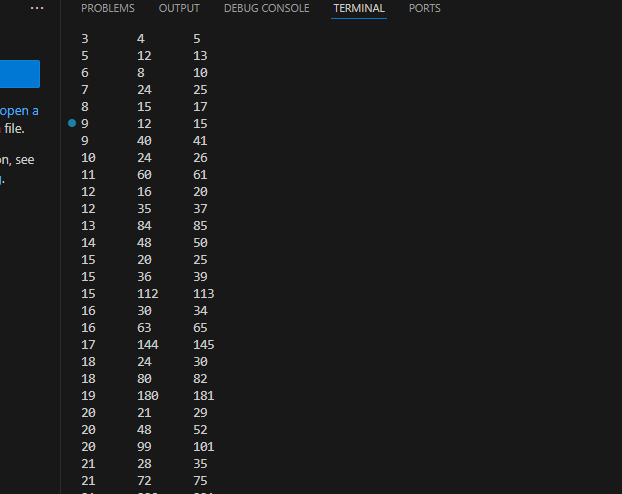 ···
PROBLEMS OUTPUT DEBUG CONSOLE TERMINAL PORTS
open a
file.
on, see
3 4 5
5 12 13
6 8 10
7 24 25
8 15 17
9 12 15
9 40 41
10 24 26
11 60 61
12 16 20
12 35 37
13 84 85
14 48 50
15 20 25
15 36 39
15 112 113
16 30 34
16 63 65
17 144 145
18 24 30
18 80 82
19 180 181
20 21 29
20 48 52
20 99 101
21 28 35
21 72 75